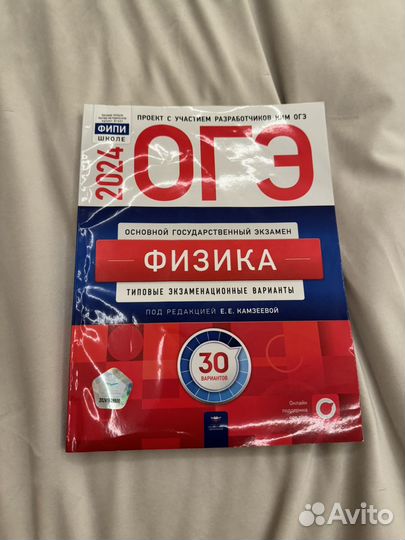 ПРОЕКТ С УЧАСТИЕМ РАЗРАБОТЧИКОВ КИМ ОГЭ
ФИПИ
ШКОЛЕ
2024
ОГЭ
ОСНОВНОЙ ГОСУДАРСТВЕННЫЙ ЭКЗАМЕН
ФИЗИКА
ТИПОВЫЕ ЭКЗАМЕНАЦИОННЫЕ ВАРИАНТЫ
ПОД РЕДАКЦИЕЙ Е.Е. КАМЗЕЕВОЙ
30
ВАРИАНТОВ
Онлайн
поддержка
Avito